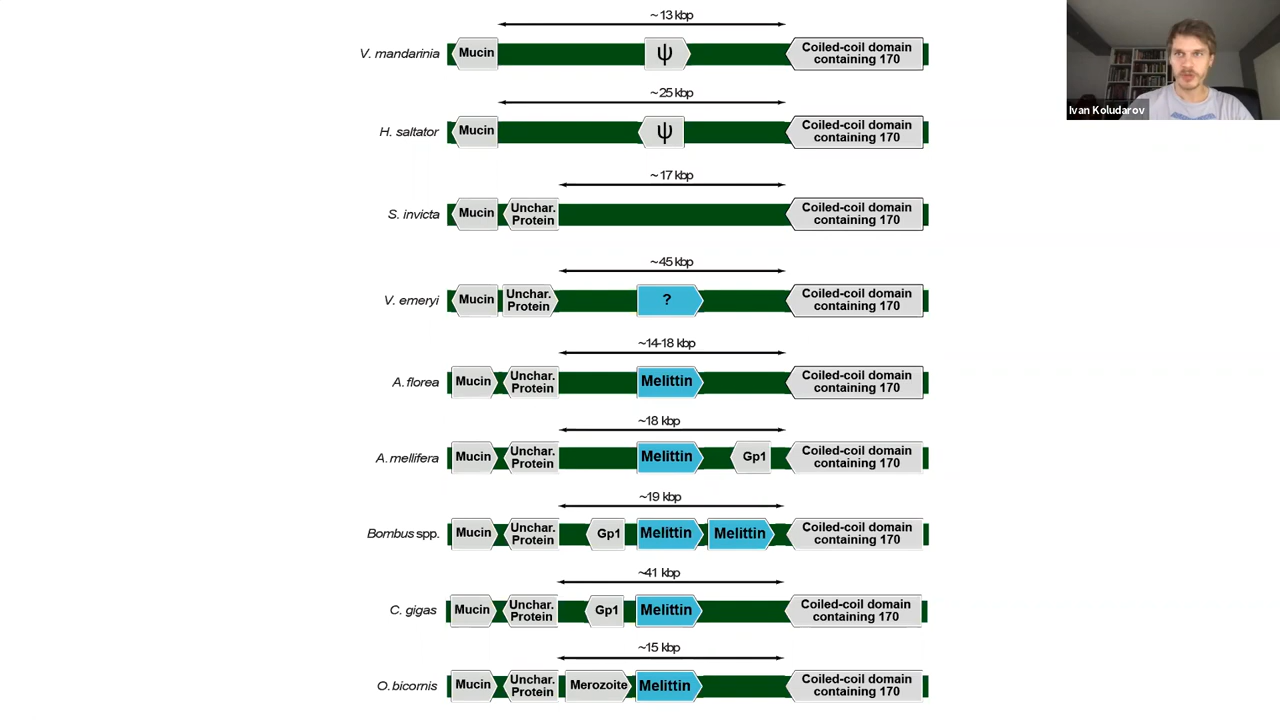 ~13 kbp
V. mandarinia
Mucin
ψ
Coiled-coil domain
containing 170
Ivan Koludarov
~25 kbp
H. saltator
Mucin
ψ
Coiled-coil domain
containing 170
~17 kbp
S. invicta
Mucin
Unchar.
Protein
Coiled-coil domain
containing 170
~45 kbp
V. emeryi
Mucin
Unchar.
Protein
?
Coiled-coil domain
containing 170
~14-18 kbp
A. florea
Mucin
Unchar.
Protein
Melittin
Coiled-coil domain
containing 170
~18 kbp
A. mellifera
Mucin
Unchar.
Protein
Melittin
Gp1
Coiled-coil domain
containing 170
~19 kbp
Bombus spp.
Mucin
Unchar.
Protein
Gp1
Melittin
Melittin
Coiled-coil domain
containing 170
~41 kbp
C. gigas
Mucin
Unchar.
Protein
Gp1
Melittin
Coiled-coil domain
containing 170
~15 kbp
O. bicornis
Mucin
Unchar.
Protein
Merozoite
Melittin
Coiled-coil domain
containing 170